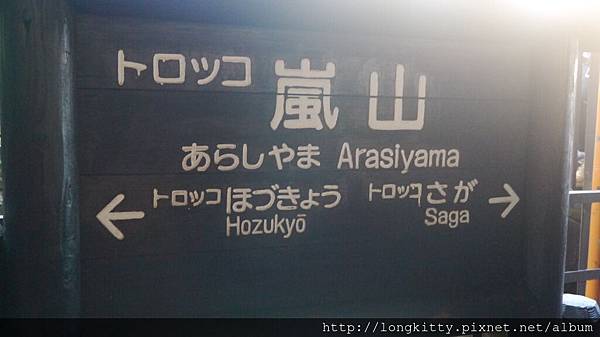 トロッコ 嵐山
あらしやま Arasiyama
← トロッコ ほづきょう トロッコ さが →
Hozukyō Saga
http://longkitty.pixnet.net/album